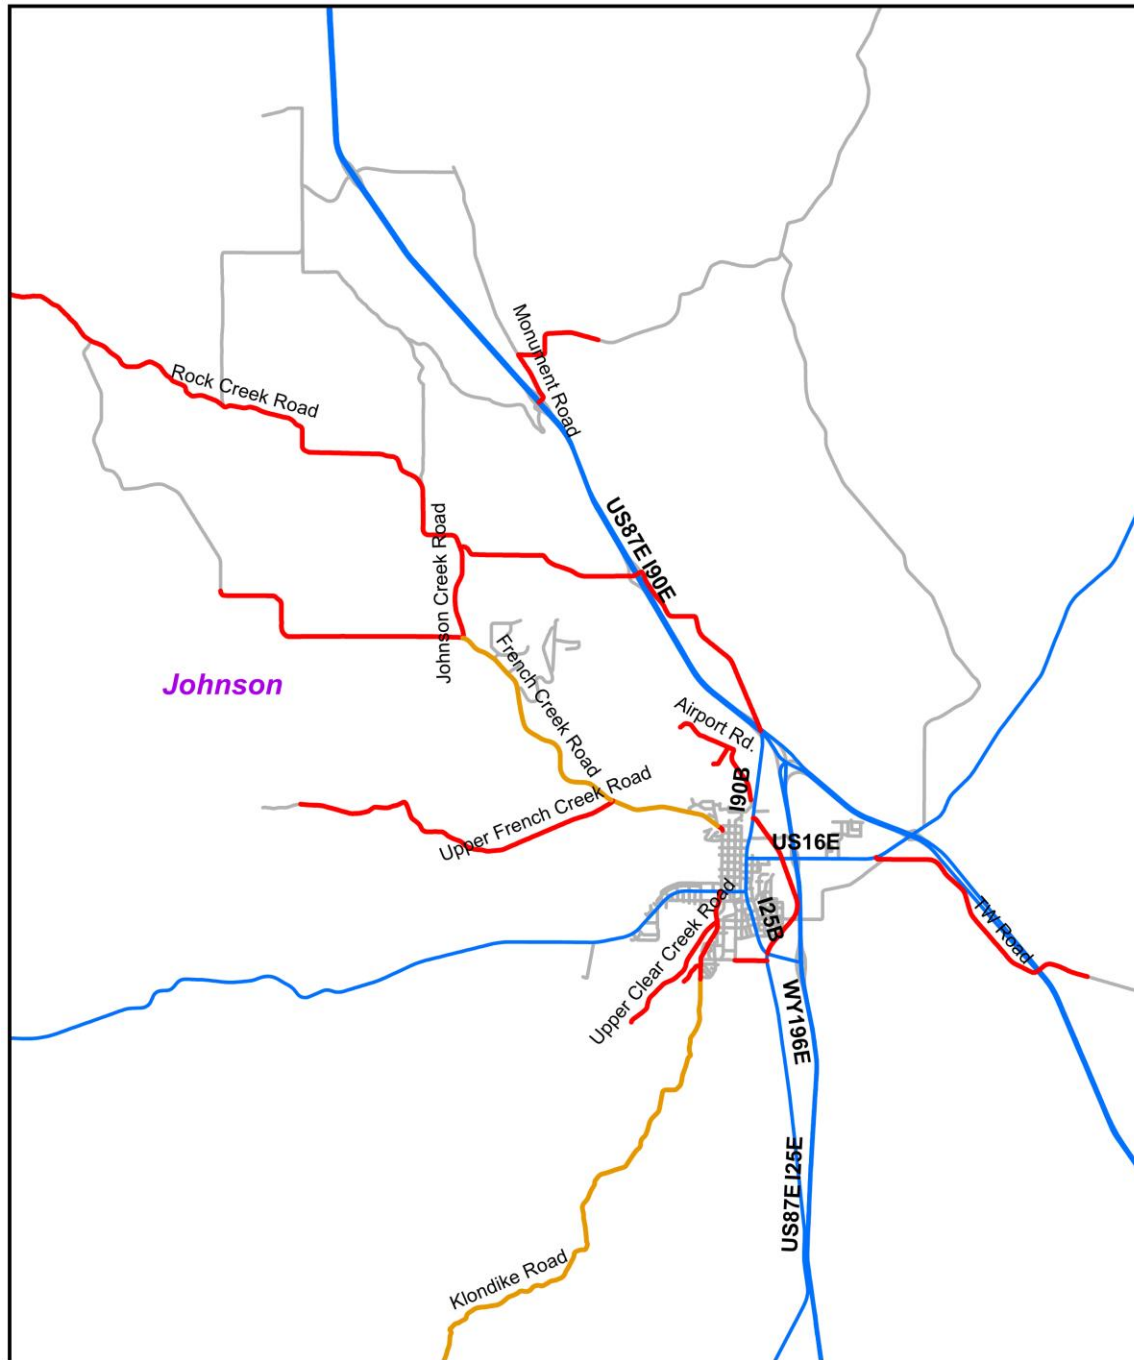 Monument Road
Rock Creek Road
US87E I90E
Johnson Creek Road
French Creek Road
Johnson
Airport Rd.
I90B
Upper French Creek Road
US16E
Upper Clear Creek Road
I25B
TW Road
WY196E
US87E I25E
Klondike Road